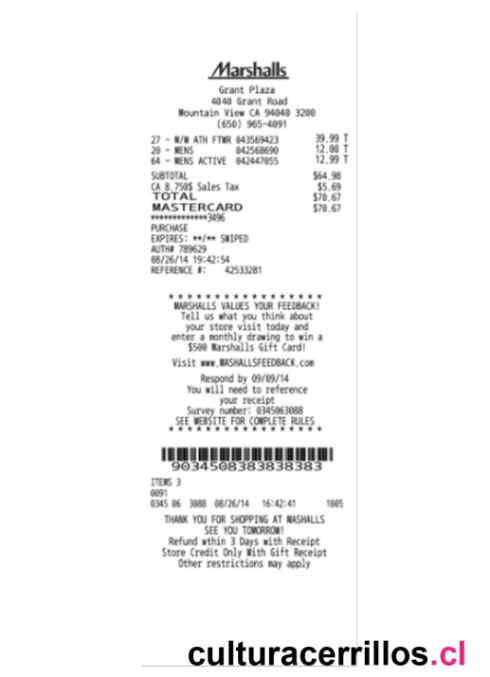 Marshalls
Grant Plaza
4040 Grant Road
Mountain View CA 94040 3200
(650) 965-4091
27 - M/W ATH FTWR 043569423 39.99 T
20 - MENS 042568690 12.00 T
64 - MENS ACTIVE 042447055 12.99 T
SUBTOTAL $64.98
CA 8.750$ Sales Tax $5.69
TOTAL $70.67
MASTERCARD $70.67
*************3496
PURCHASE
EXPIRES: **/** SWIPED
AUTH# 789629
08/26/14 19:42:54
REFERENCE #: 42533281
* * * * * * * * * * * * * * * * *
MARSHALLS VALUES YOUR FEEDBACK!
Tell us what you think about
your store visit today and
enter a monthly drawing to win a
$500 Marshalls Gift Card!
Visit www.MASHALLSFEEDBACK.com
Respond by 09/09/14
You will need to reference
your receipt
Survey number: 0345063088
SEE WEBSITE FOR COMPLETE RULES
* * * * * * * * * * * * * * * * *
9034508383838383
ITEMS 3
0091
0345 06 3088 08/26/14 16:42:41 1005
THANK YOU FOR SHOPPING AT MASHALLS
SEE YOU TOMORROW!
Refund wthin 3 Days with Receipt
Store Credit Only With Gift Receipt
Other restrictions may apply
culturacerrillos.cl